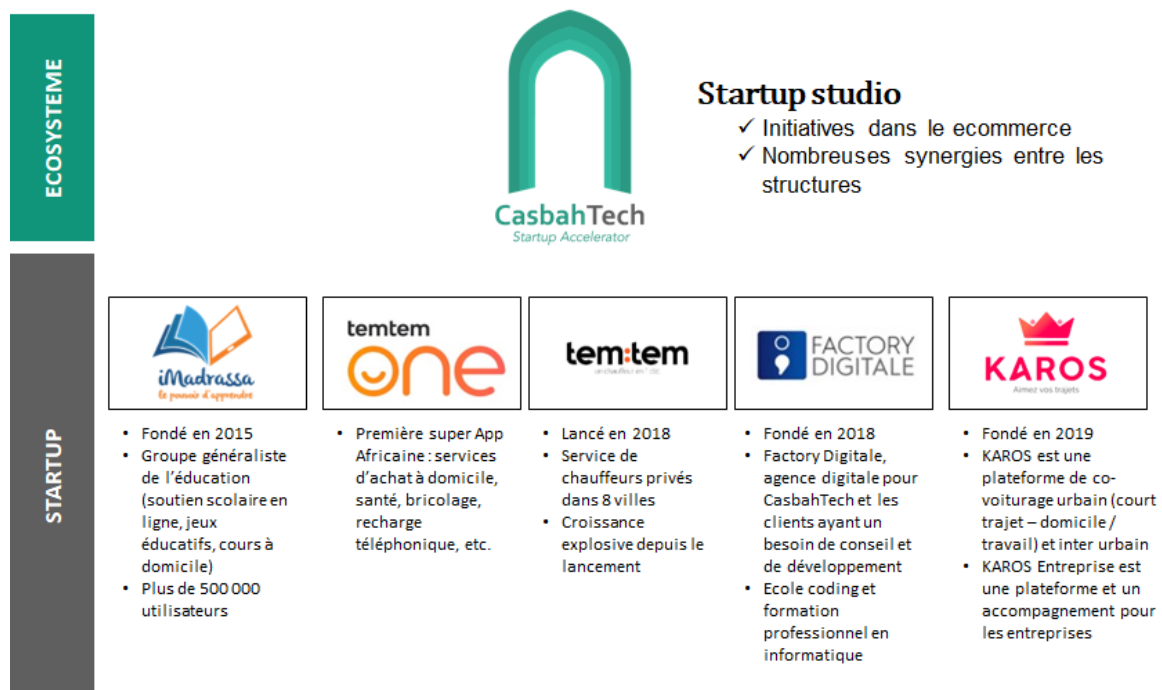 ECOSYSTEME
CasbahTech
Startup Accelerator
Startup studio
✓ Initiatives dans le ecommerce
✓ Nombreuses synergies entre les
structures
STARTUP
iMadrassa
le pouvoir d'apprendre
• Fondé en 2015
• Groupe généraliste
de l'éducation
(soutien scolaire en
ligne, jeux
éducatifs, cours à
domicile)
• Plus de 500 000
utilisateurs
temtem
one
• Première super App
Africaine : services
d'achat à domicile,
santé, bricolage,
recharge
téléphonique, etc.
tem:tem
un chauffeur en 1 clic
• Lancé en 2018
• Service de
chauffeurs privés
dans 8 villes
• Croissance
explosive depuis le
lancement
FACTORY
DIGITALE
• Fondé en 2018
• Factory Digitale,
agence digitale pour
CasbahTech et les
clients ayant un
besoin de conseil et
de développement
• Ecole coding et
formation
professionnel en
informatique
KAROS
Aimez vos trajets
• Fondé en 2019
• KAROS est une
plateforme de co-
voiturage urbain (court
trajet – domicile /
travail) et inter urbain
• KAROS Entreprise est
une plateforme et un
accompagnement pour
les entreprises